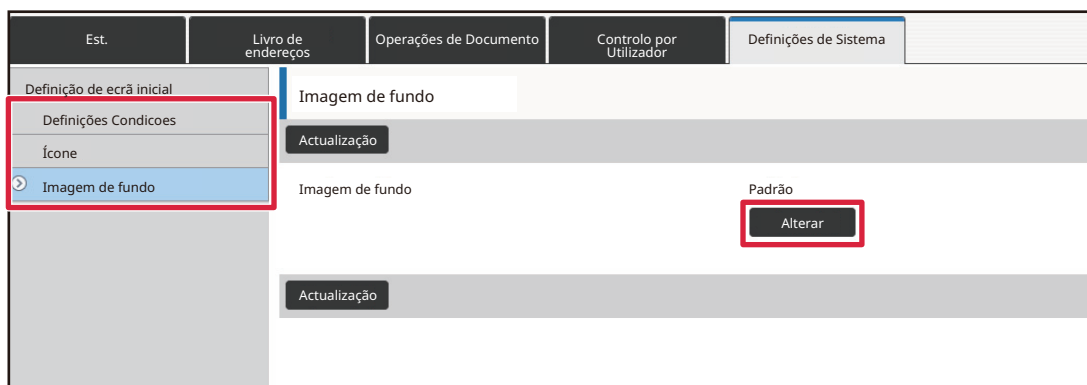 Est.
Livro de
endereços
Operações de Documento
Controlo por
Utilizador
Definições de Sistema
Definição de ecrã inicial
Definições Condicoes
Ícone
Imagem de fundo
Imagem de fundo
Actualização
Imagem de fundo
Padrão
Alterar
Actualização